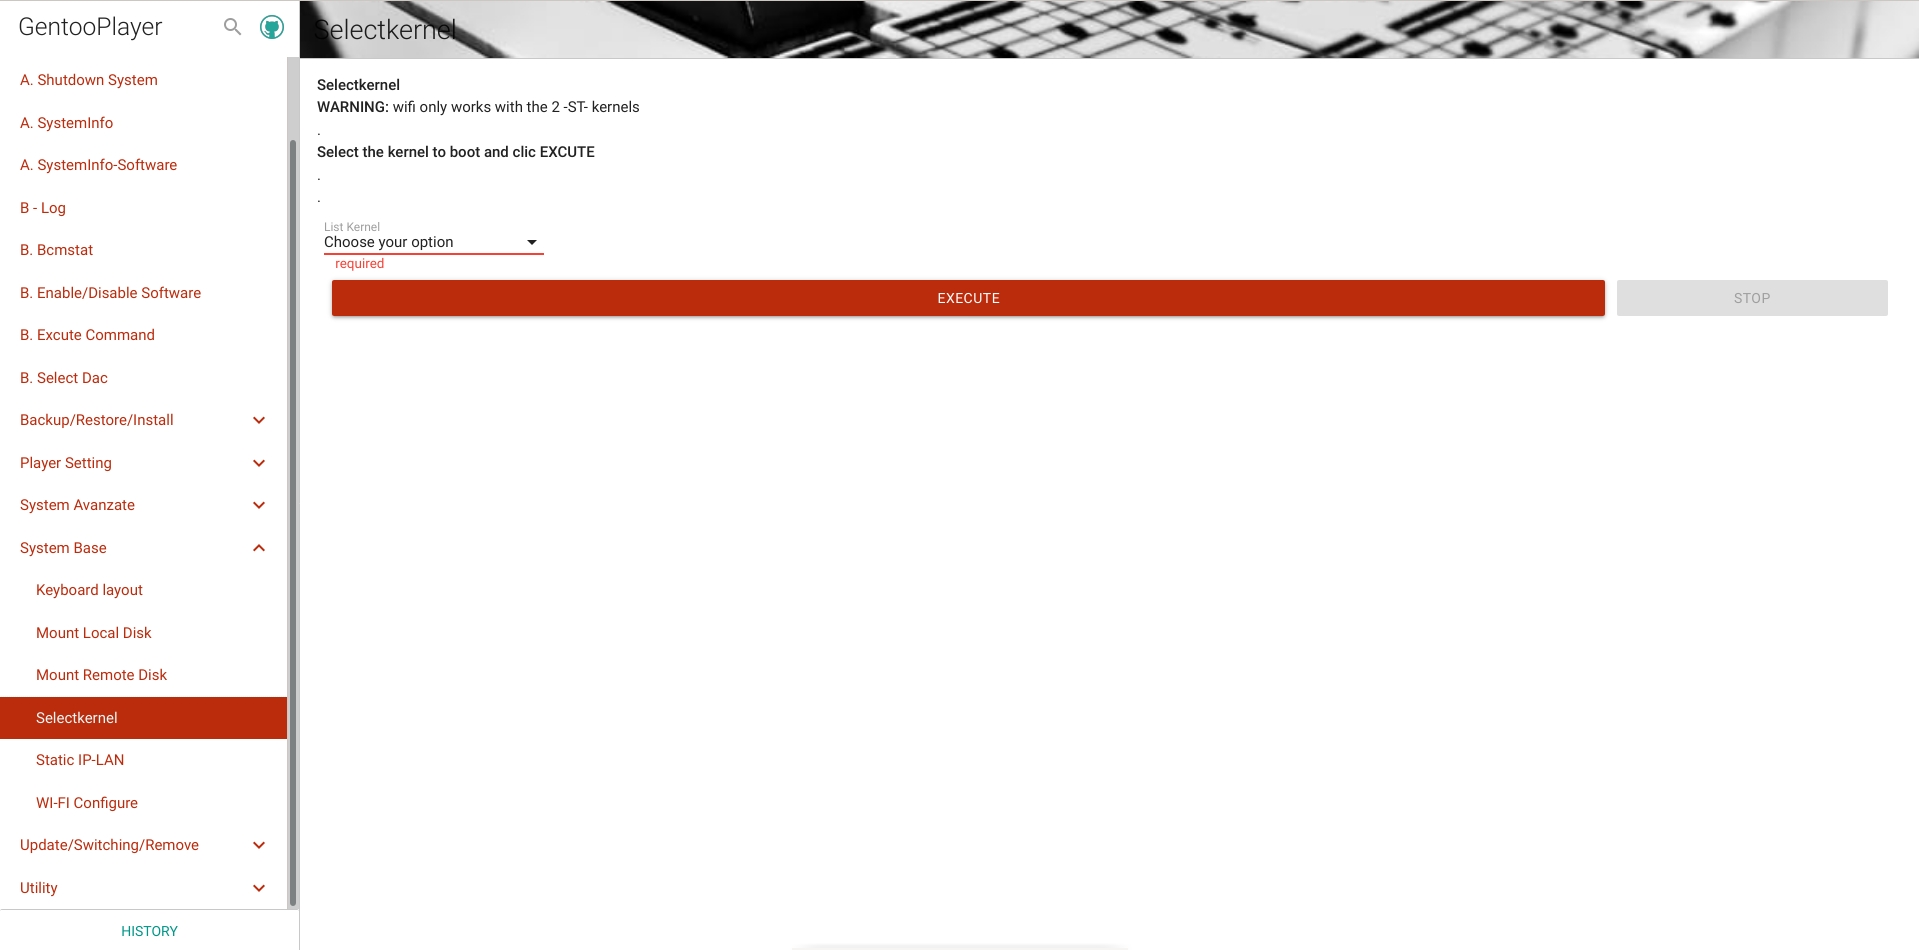 GentooPlayer
Selectkernel
A. Shutdown System
A. SystemInfo
A. SystemInfo-Software
B - Log
B. Bcmstat
B. Enable/Disable Software
B. Excute Command
B. Select Dac
Backup/Restore/Install
Player Setting
System Avanzate
System Base
Keyboard layout
Mount Local Disk
Mount Remote Disk
Selectkernel
Static IP-LAN
WI-FI Configure
Update/Switching/Remove
Utility
HISTORY
Selectkernel
WARNING: wifi only works with the 2 -ST- kernels
.
Select the kernel to boot and clic EXCUTE
.
.
List Kernel
Choose your option
required
EXECUTE STOP